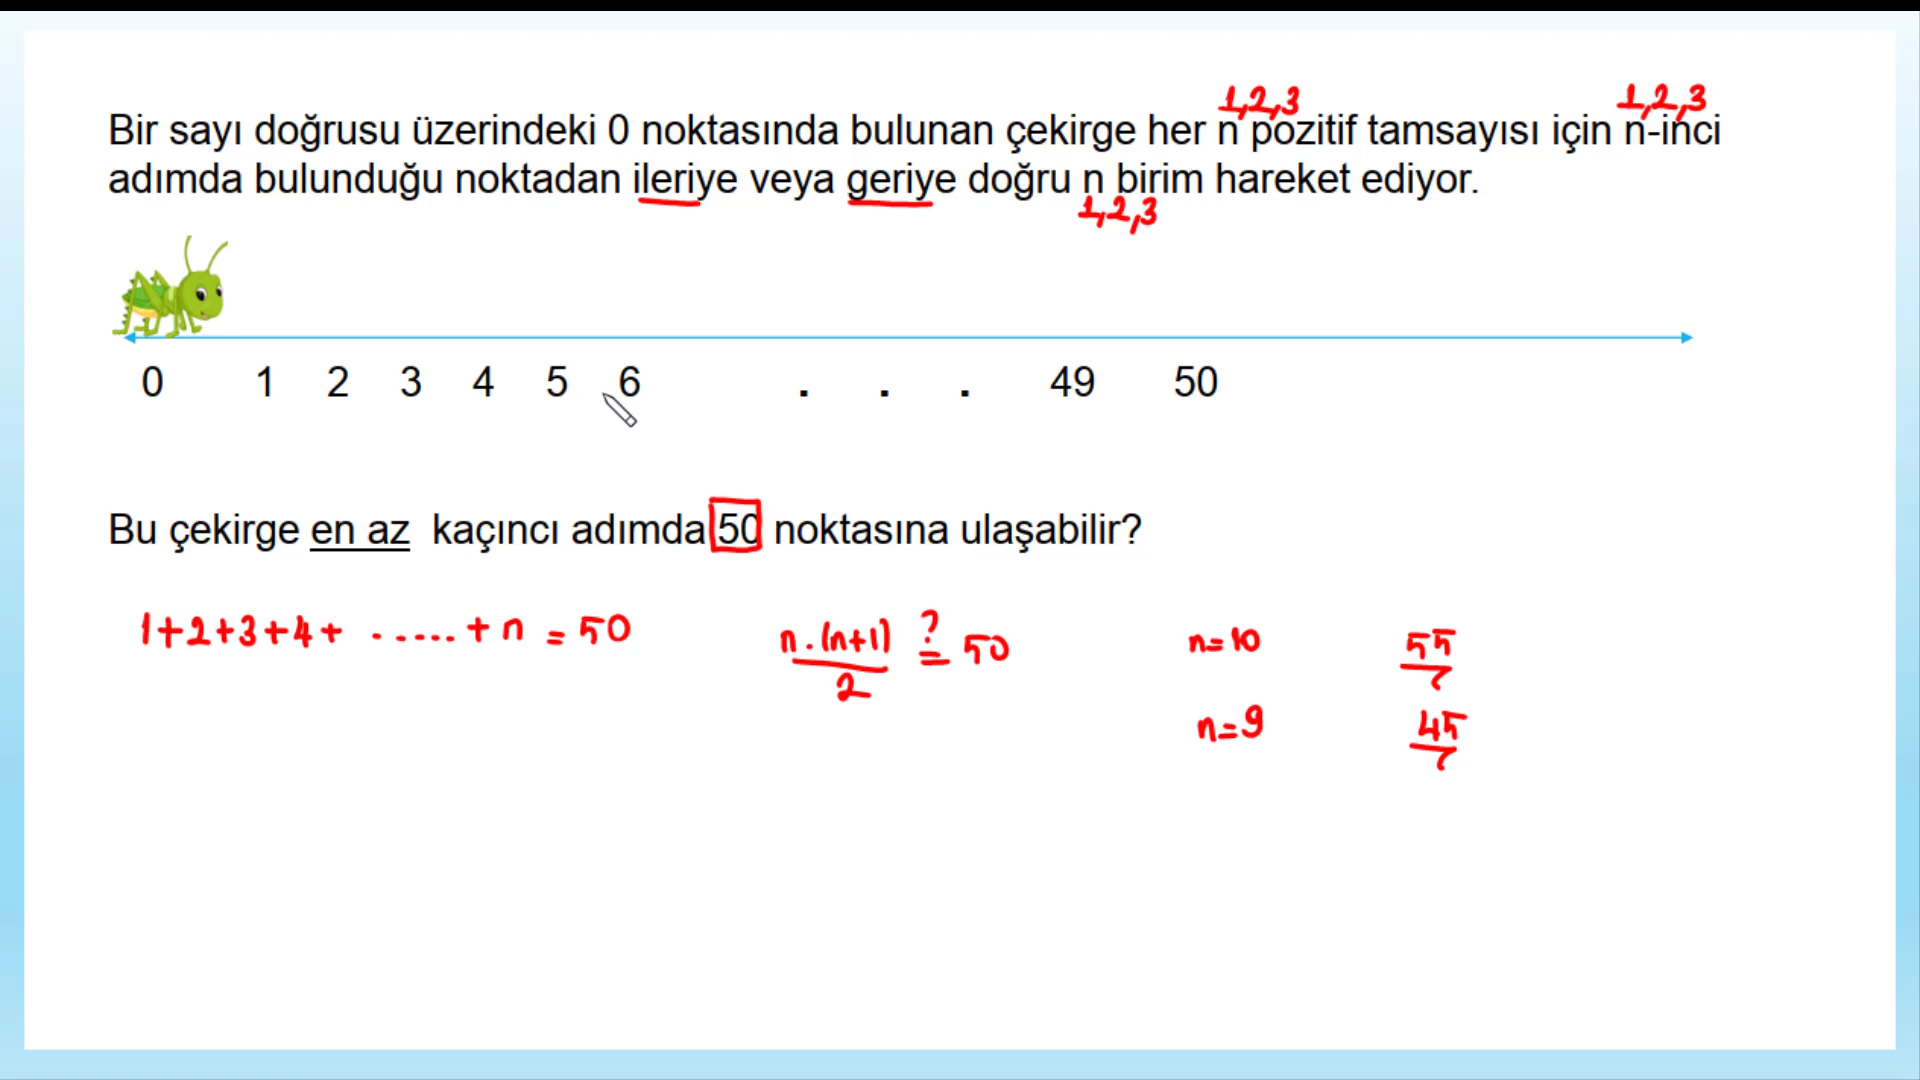 1,2,3 1,2,3
Bir sayı doğrusu üzerindeki 0 noktasında bulunan çekirge her n pozitif tamsayısı için n-inci
adımda bulunduğu noktadan ileriye veya geriye doğru n birim hareket ediyor.
1,2,3
0 1 2 3 4 5 6 . . . 49 50
Bu çekirge en az kaçıncı adımda 50 noktasına ulaşabilir?
1+2+3+4+ ..... + n = 50
n.(n+1)/2 ?= 50
n=10 55
n=9 45